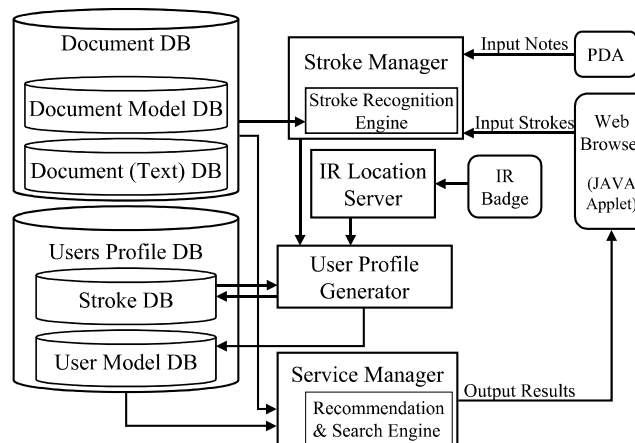 Document DB
Document Model DB
Document (Text) DB
Users Profile DB
Stroke DB
User Model DB
Stroke Manager
Stroke Recognition
Engine
IR Location
Server
User Profile
Generator
Service Manager
Recommendation
& Search Engine
Input Notes
Input Strokes
IR
Badge
Output Results
PDA
Web
Browse
(JAVA
Applet)